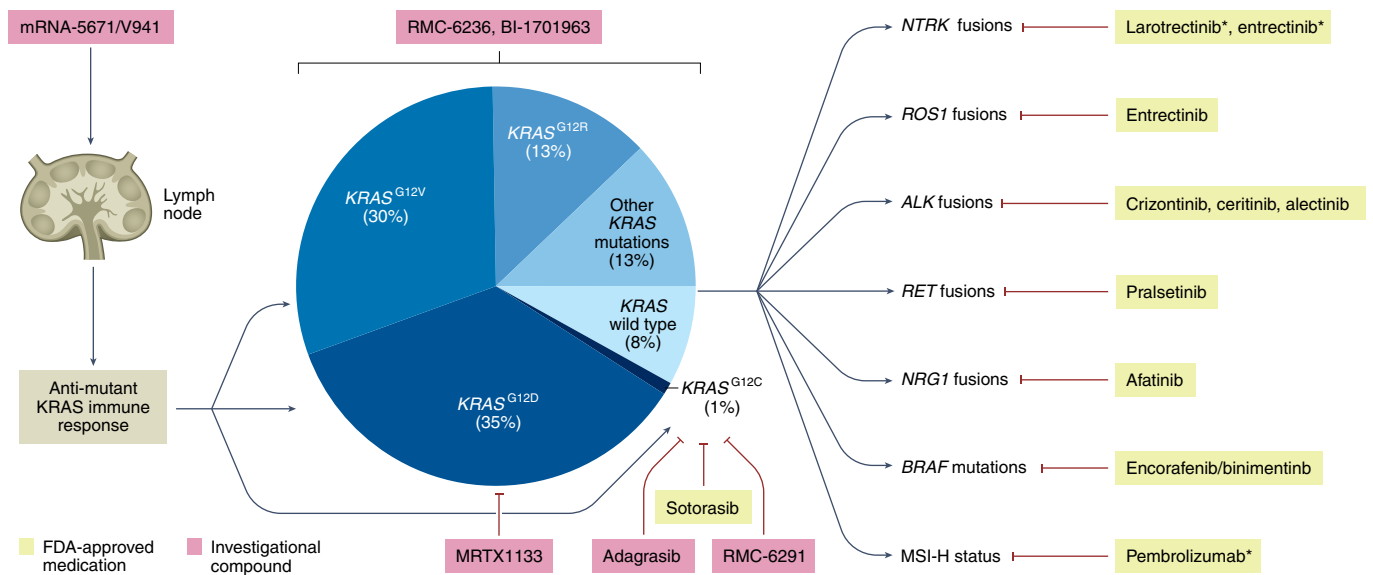 mRNA-5671/V941
RMC-6236, BI-1701963
Lymph
node
Anti-mutant
KRAS immune
response
KRAS G12R
(13%)
KRAS G12V
(30%)
Other
KRAS
mutations
(13%)
KRAS
wild type
(8%)
KRAS G12C
(1%)
KRAS G12D
(35%)
Sotorasib
MRTX1133
Adagrasib
RMC-6291
NTRK fusions
Larotrectinib*, entrectinib*
ROS1 fusions
Entrectinib
ALK fusions
Crizontinib, ceritinib, alectinib
RET fusions
Pralsetinib
NRG1 fusions
Afatinib
BRAF mutations
Encorafenib/binimentinb
MSI-H status
Pembrolizumab*
FDA-approved
medication
Investigational
compound